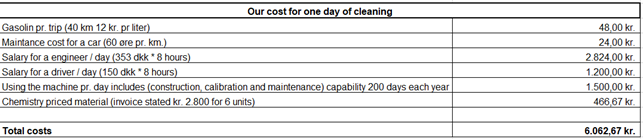 Our cost for one day of cleaning
Gasolin pr. trip (40 km 12 kr. pr liter) 48,00 kr.
Maintance cost for a car (60 øre pr. km.) 24,00 kr.
Salary for a engineer / day (353 dkk * 8 hours) 2.824,00 kr.
Salary for a driver / day (150 dkk * 8 hours) 1.200,00 kr.
Using the machine pr. day includes (construction, calibration and maintenance) capability 200 days each year 1.500,00 kr.
Chemistry priced material (invoice stated kr. 2.800 for 6 units) 466,67 kr.
Total costs 6.062,67 kr.